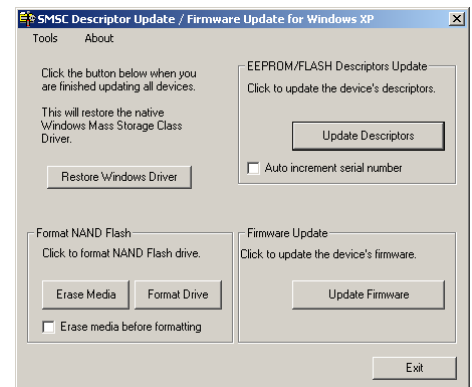 SMSC Descriptor Update / Firmware Update for Windows XP
Tools About
Click the button below when you
are finished updating all devices.
This will restore the native
Windows Mass Storage Class
Driver.
Restore Windows Driver
EEPROM/FLASH Descriptors Update
Click to update the device's descriptors.
Update Descriptors
Auto increment serial number
Format NAND Flash
Click to format NAND Flash drive.
Erase Media Format Drive
Erase media before formatting
Firmware Update
Click to update the device's firmware.
Update Firmware
Exit